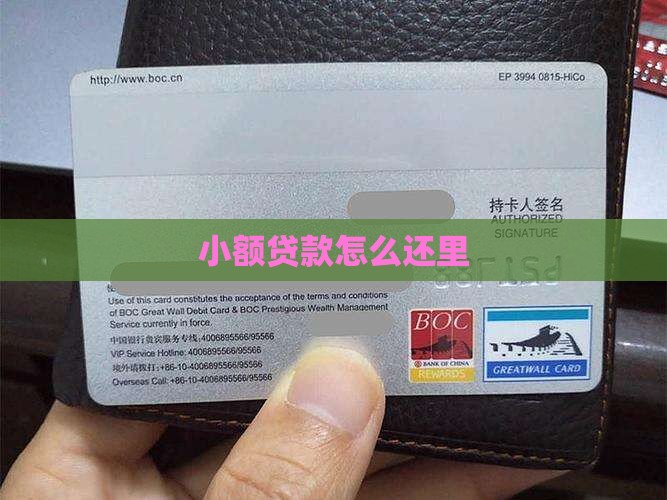 http://www.boc.cn
EP 3994 0815-HiCo
持卡人签名
AUTHORIZED
SIGNATURE
小额贷款怎么还里
Use of this card constitutes the acceptance of the terms and conditions
of BOC Great Wall Debit Card & BOC Prestigious Wealth Management
Service currently in force.
中国银行贵宾服务专线:4006895566/95566
VIP Service Hotline: 4006895566/95566
境外请拨打:+86-10-4006895566/95566
Overseas Call:+86-10-4006895566/95566
BOC
BANK OF CHINA
REWARDS
GREATWALL CARD